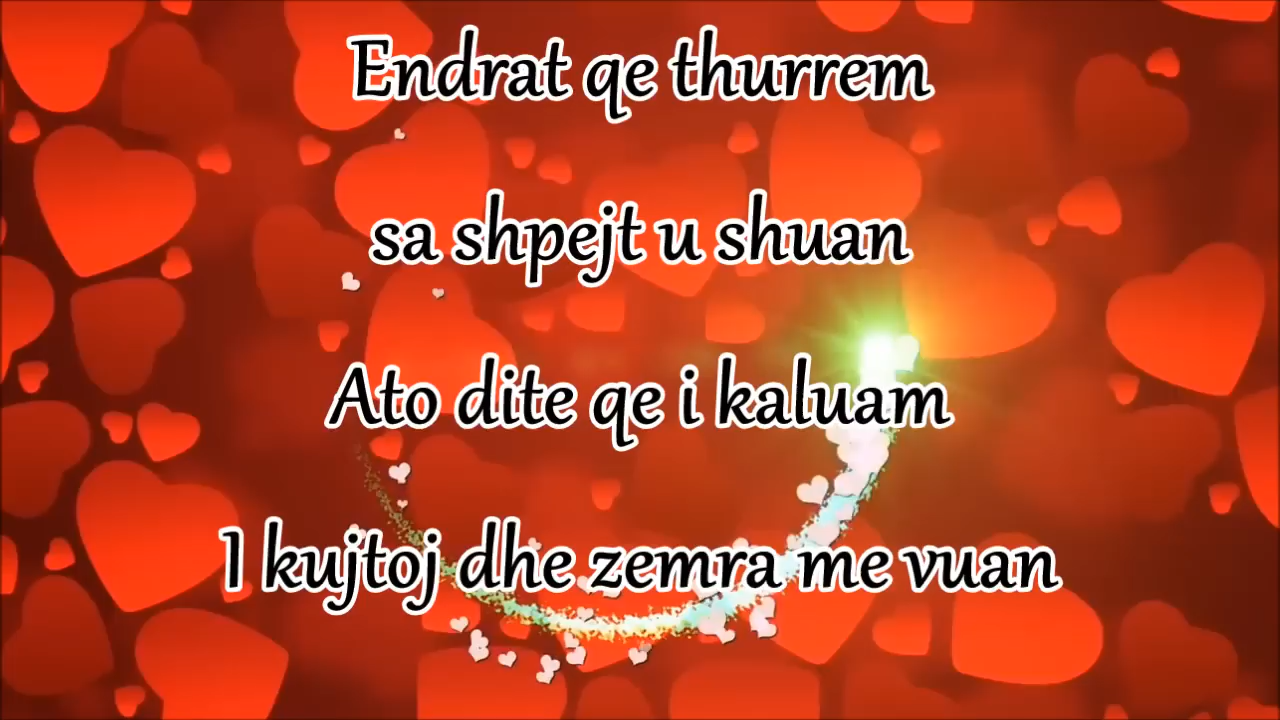 Endrat qe thurrem
sa shpejt u shuan
Ato dite qe i kaluam
I kujtoj dhe zemra me vuan